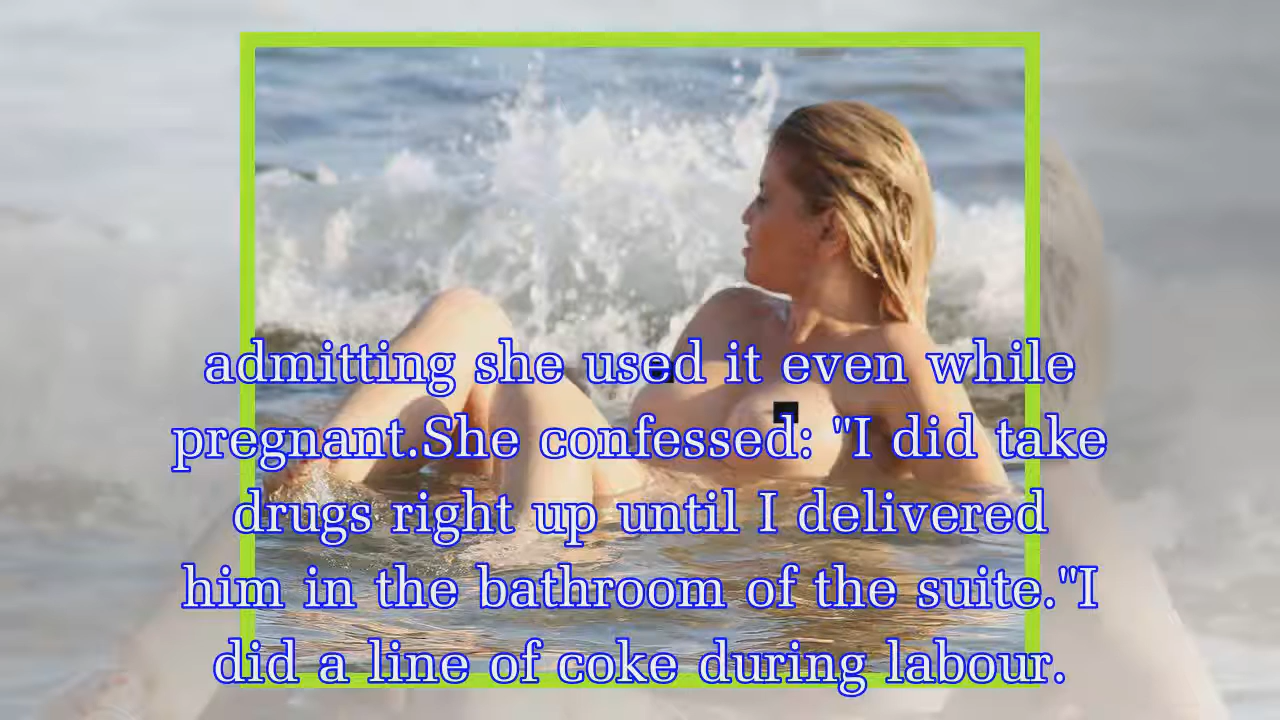 admitting she used it even while
pregnant.She confessed: "I did take
drugs right up until I delivered
him in the bathroom of the suite."I
did a line of coke during labour.